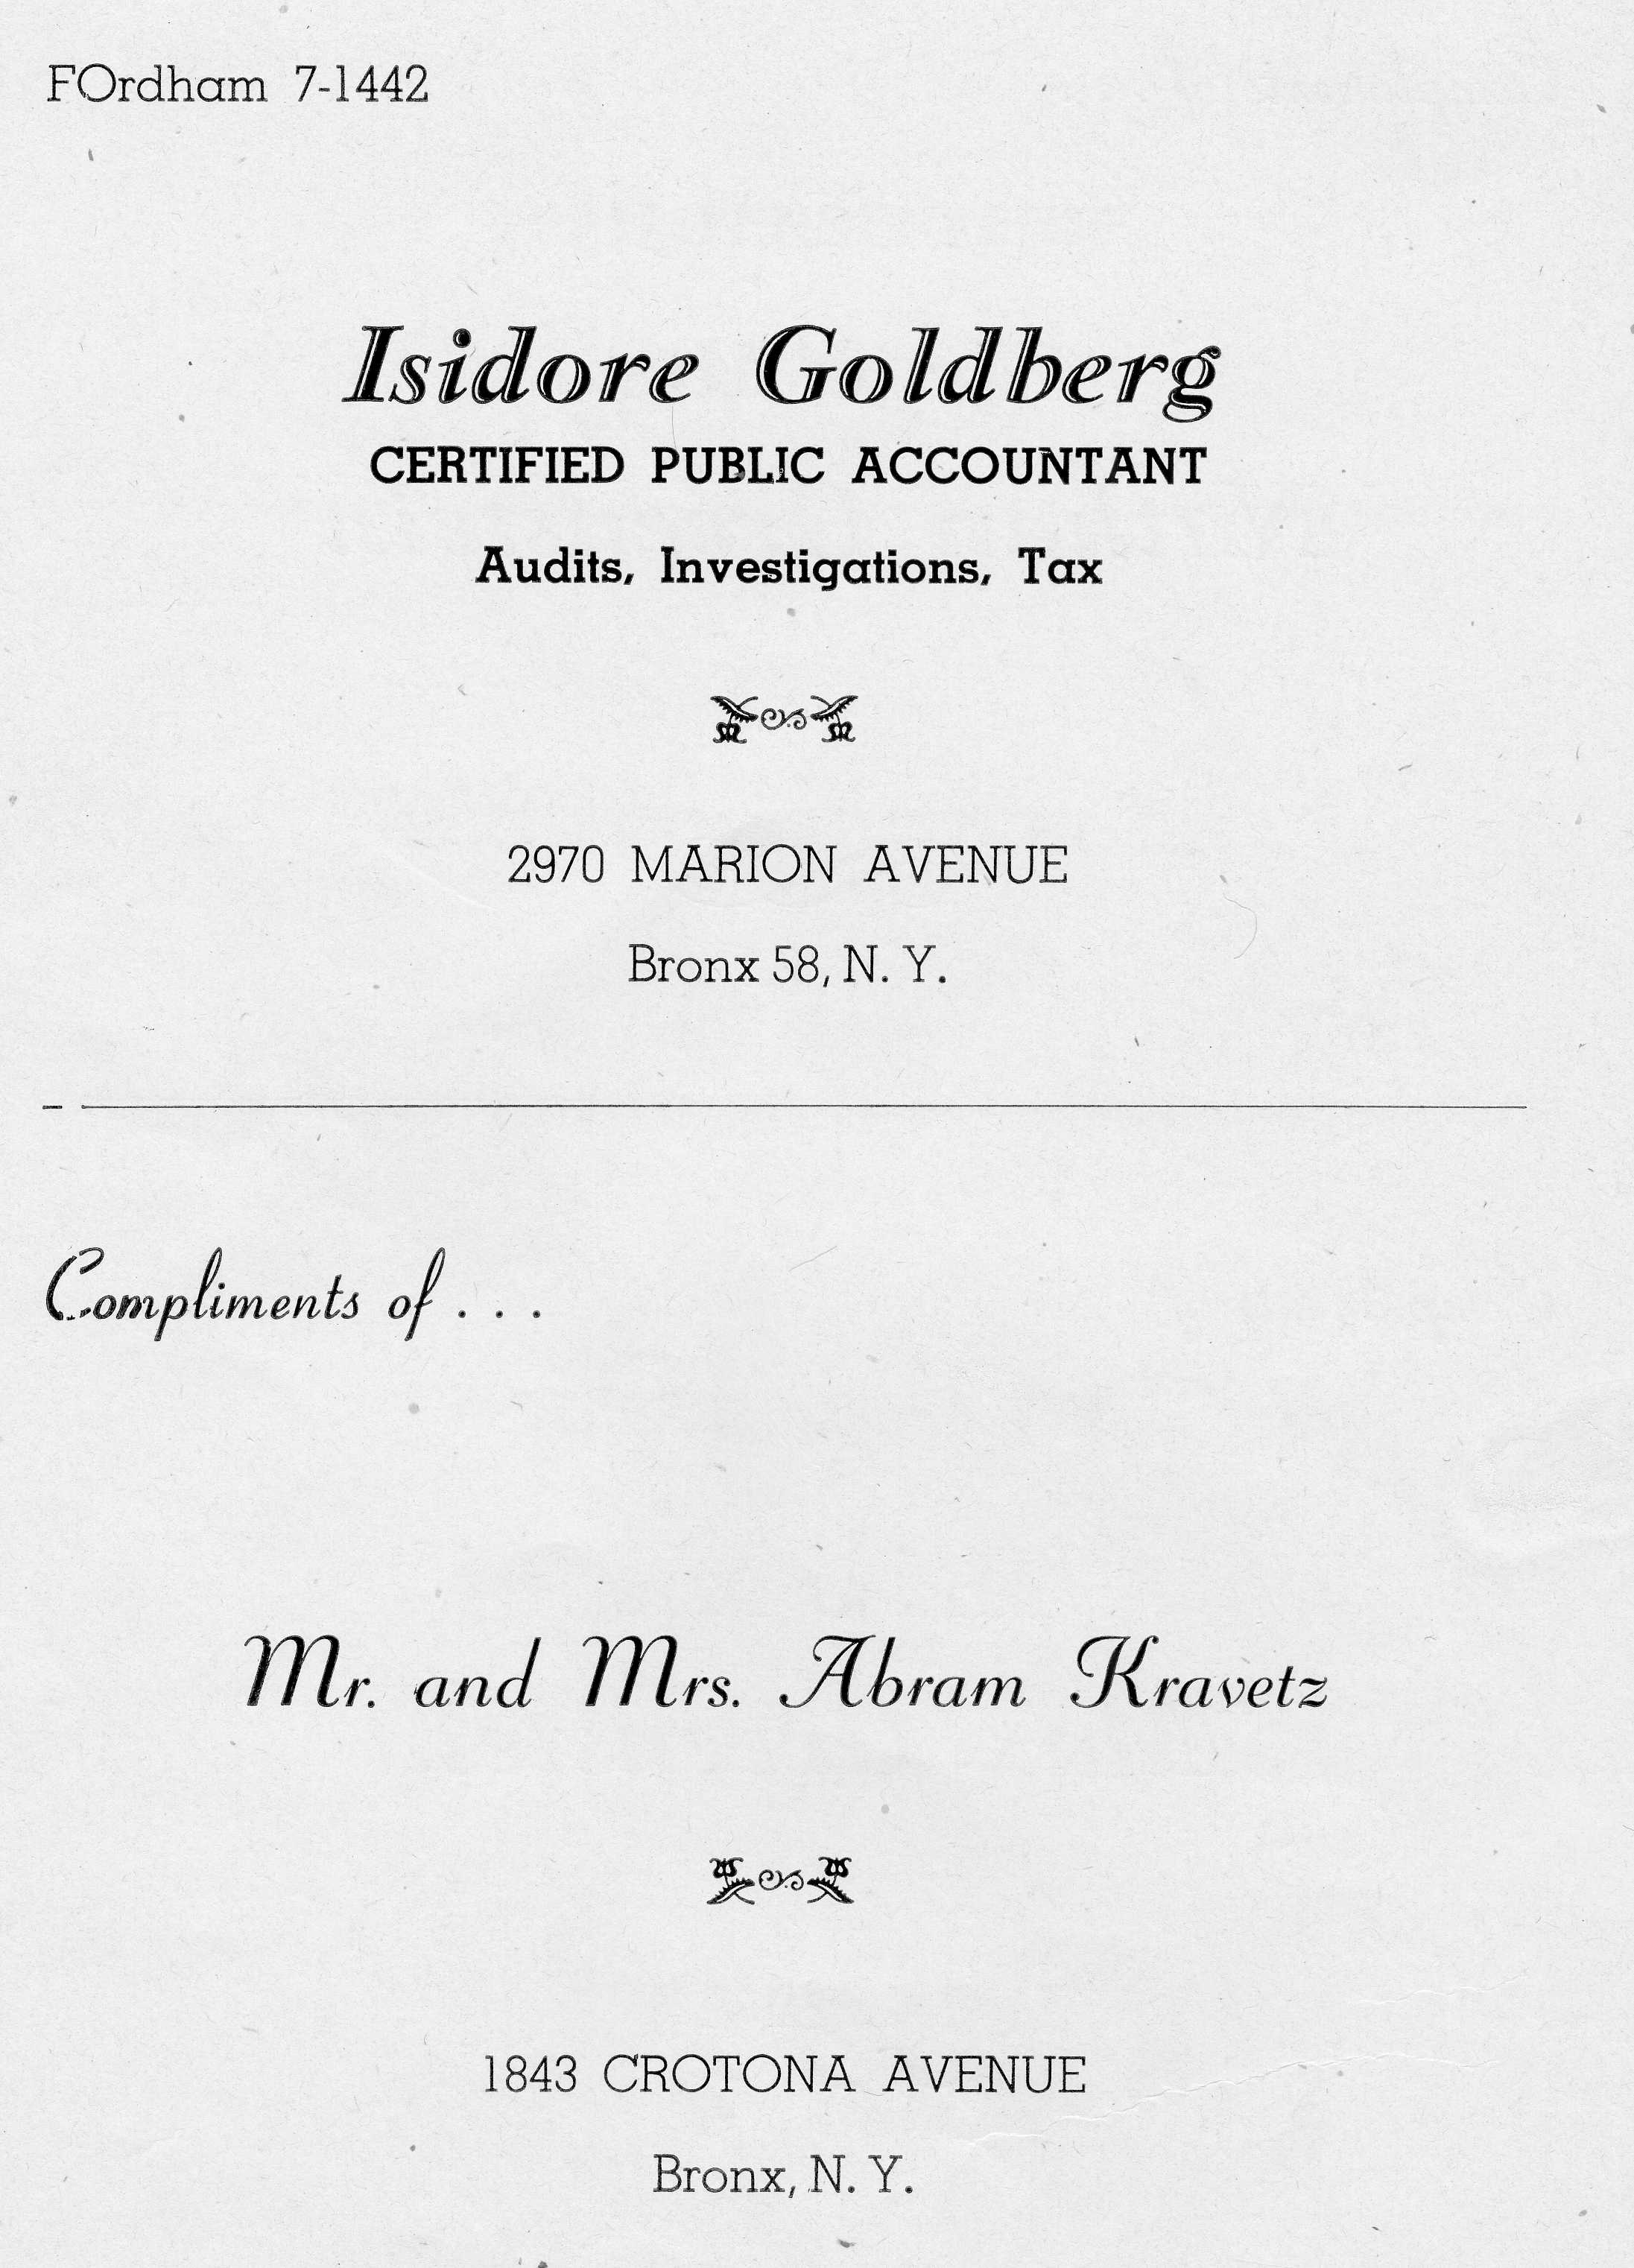 FOrdham 7-1442
Isidore Goldberg
CERTIFIED PUBLIC ACCOUNTANT
Audits, Investigations, Tax
2970 MARION AVENUE
Bronx 58, N. Y.
Compliments of . . .
Mr. and Mrs. Abram Kravetz
1843 CROTONA AVENUE
Bronx, N. Y.